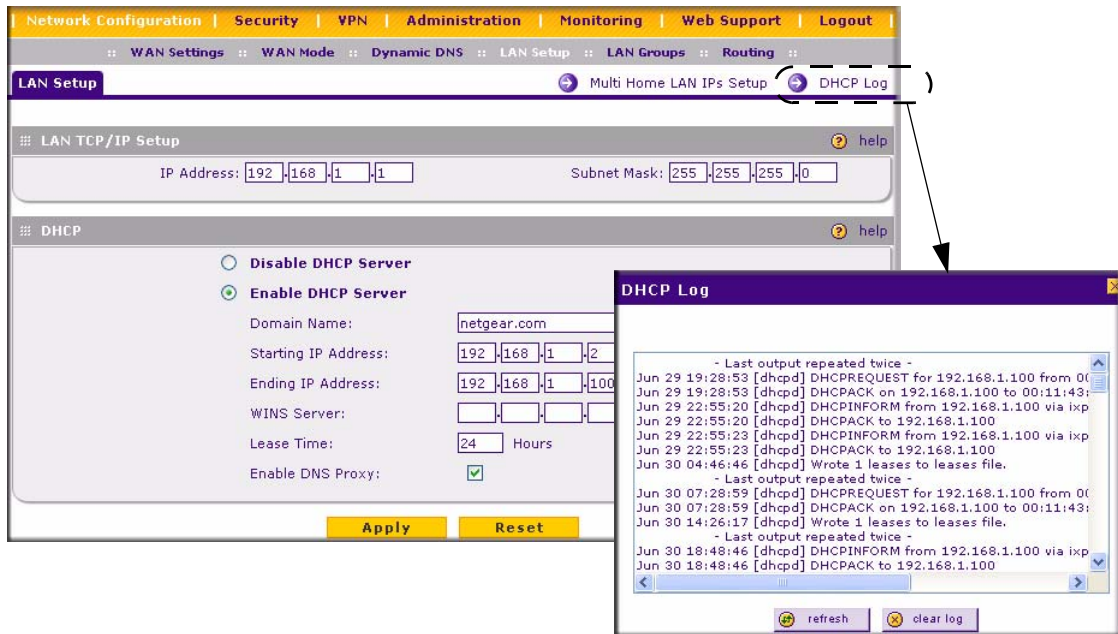 Network Configuration | Security | VPN | Administration | Monitoring | Web Support | Logout |
:: WAN Settings :: WAN Mode :: Dynamic DNS :: LAN Setup :: LAN Groups :: Routing ::
LAN Setup
Multi Home LAN IPs Setup DHCP Log
LAN TCP/IP Setup help
IP Address: 192 .168 .1 .1 Subnet Mask: 255 .255 .255 .0
DHCP help
Disable DHCP Server
Enable DHCP Server
Domain Name: netgear.com
Starting IP Address: 192 .168 .1 .2
Ending IP Address: 192 .168 .1 .100
WINS Server: . . .
Lease Time: 24 Hours
Enable DNS Proxy:
Apply Reset
DHCP Log
- Last output repeated twice -
Jun 29 19:28:53 [dhcpd] DHCPREQUEST for 192.168.1.100 from 00
Jun 29 19:28:53 [dhcpd] DHCPACK on 192.168.1.100 to 00:11:43:
Jun 29 22:55:20 [dhcpd] DHCPINFORM from 192.168.1.100 via ixp
Jun 29 22:55:20 [dhcpd] DHCPACK to 192.168.1.100
Jun 29 22:55:23 [dhcpd] DHCPINFORM from 192.168.1.100 via ixp
Jun 29 22:55:23 [dhcpd] DHCPACK to 192.168.1.100
Jun 30 04:46:46 [dhcpd] Wrote 1 leases to leases file.
- Last output repeated twice -
Jun 30 07:28:59 [dhcpd] DHCPREQUEST for 192.168.1.100 from 00
Jun 30 07:28:59 [dhcpd] DHCPACK on 192.168.1.100 to 00:11:43:
Jun 30 14:26:17 [dhcpd] Wrote 1 leases to leases file.
- Last output repeated twice -
Jun 30 18:48:46 [dhcpd] DHCPINFORM from 192.168.1.100 via ixp
Jun 30 18:48:46 [dhcpd] DHCPACK to 192.168.1.100
refresh clear log